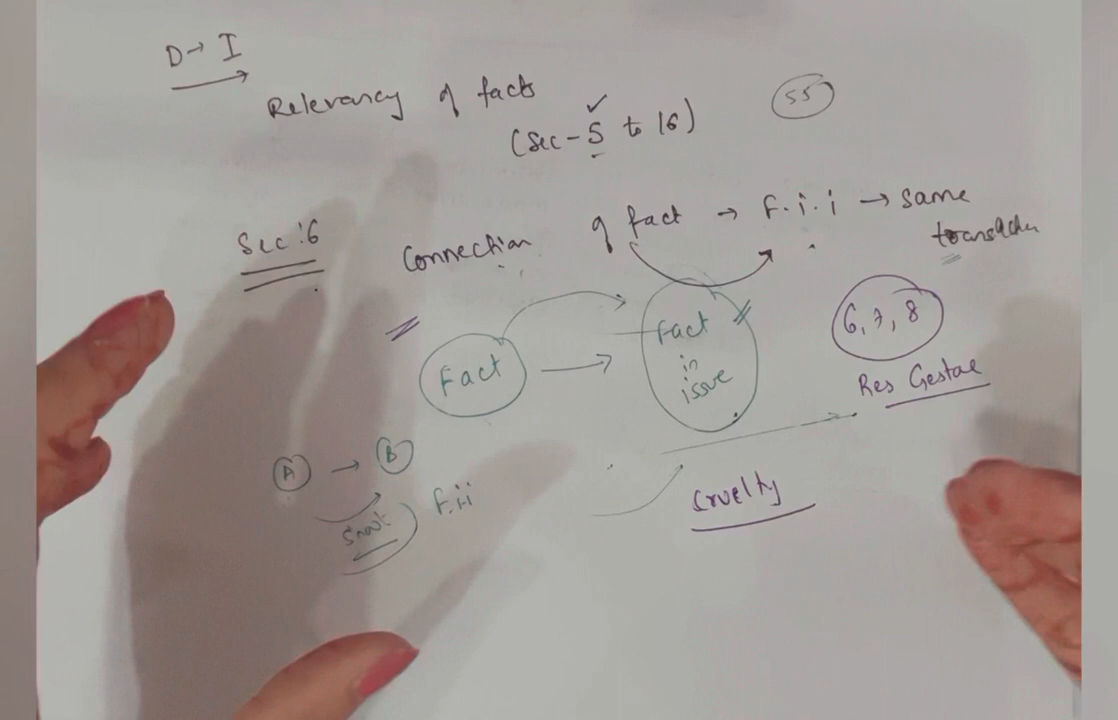 D → I
Relevancy of facts
(Sec - 5 to 16)
55
Sec : 6
Connection of fact → F.i.i → same
transaction
Fact
Fact
in
issue
6, 7, 8
Res Gestae
A → B
Shoot
F.i.i
Cruelty